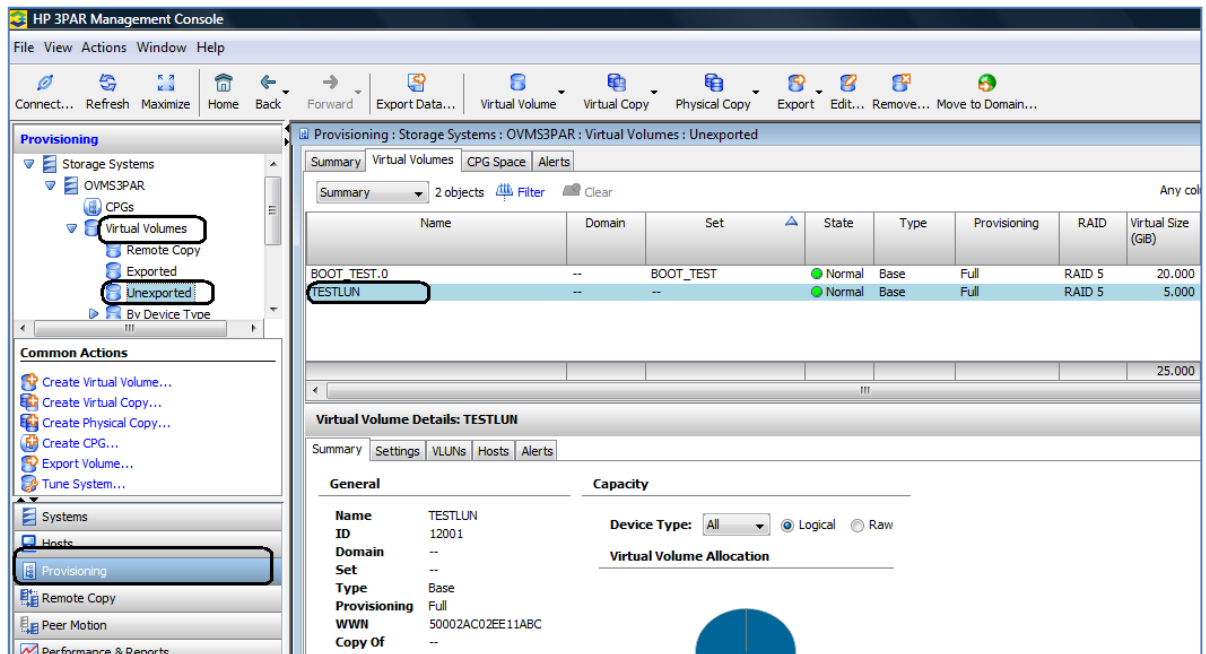 HP 3PAR Management Console
File View Actions Window Help
Connect... Refresh Maximize Home Back Forward Export Data... Virtual Volume Virtual Copy Physical Copy Export Edit... Remove... Move to Domain...
Provisioning
Storage Systems
OVMS3PAR
CPGs
Virtual Volumes
Remote Copy
Exported
Unexported
By Device Type
Common Actions
Create Virtual Volume...
Create Virtual Copy...
Create Physical Copy...
Create CPG...
Export Volume...
Tune System...
Systems
Hosts
Provisioning
Remote Copy
Peer Motion
Performance & Reports
Provisioning : Storage Systems : OVMS3PAR : Virtual Volumes : Unexported
Summary Virtual Volumes CPG Space Alerts
Summary 2 objects Filter Clear Any col
Name Domain Set State Type Provisioning RAID Virtual Size
(GiB)
BOOT_TEST.0 -- BOOT_TEST Normal Base Full RAID 5 20.000
TESTLUN -- -- Normal Base Full RAID 5 5.000
25.000
Virtual Volume Details: TESTLUN
Summary Settings VLUNs Hosts Alerts
General
Name TESTLUN
ID 12001
Domain --
Set --
Type Base
Provisioning Full
WWN 50002AC02EE11ABC
Copy Of --
Capacity
Device Type: All Logical Raw
Virtual Volume Allocation